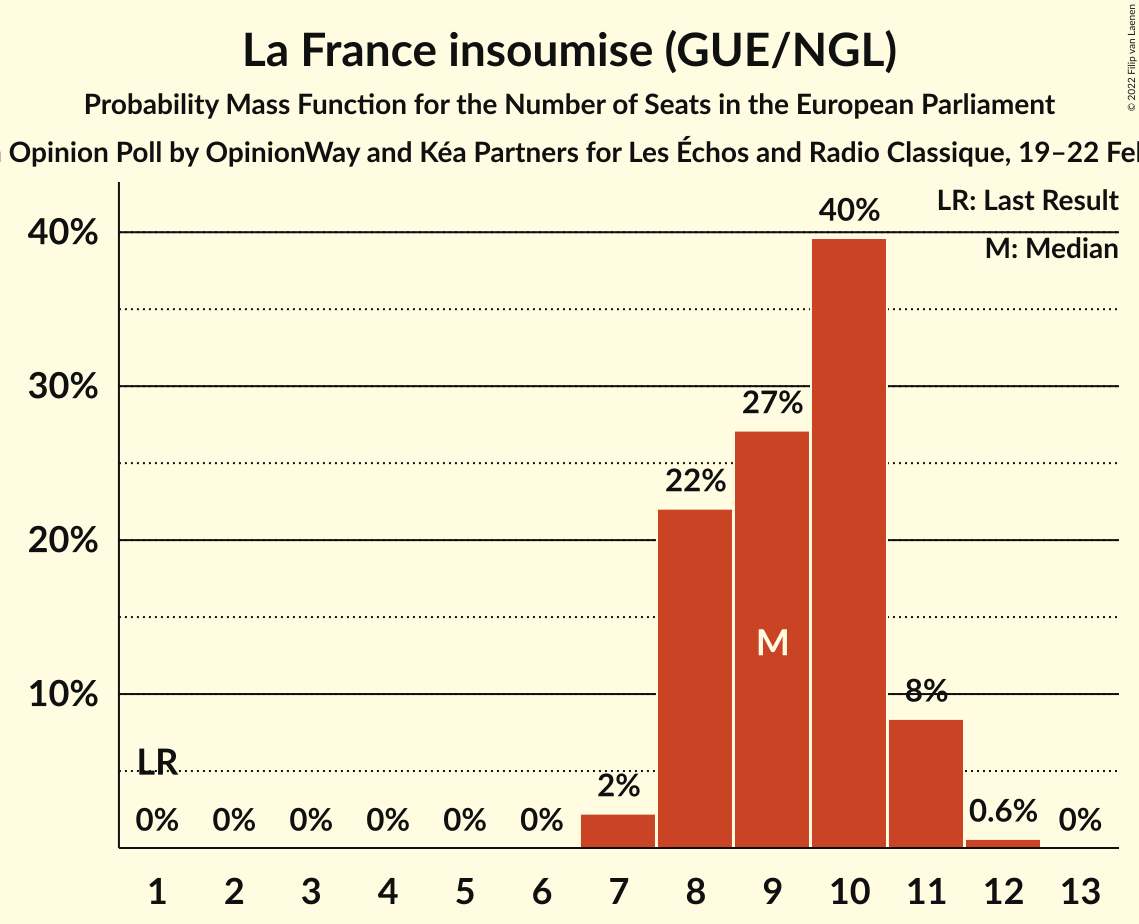 La France insoumise (GUE/NGL)
Probability Mass Function for the Number of Seats in the European Parliament
Opinion Poll by OpinionWay and Kéa Partners for Les Échos and Radio Classique, 19–22
© 2022 Filip van Laenen
LR: Last Result
M: Median
40%
30%
20%
10%
LR
0%
0%
0%
0%
0%
0%
2%
22%
27%
M
40%
8%
0.6%
0%
1 2 3 4 5 6 7 8 9 10 11 12 13